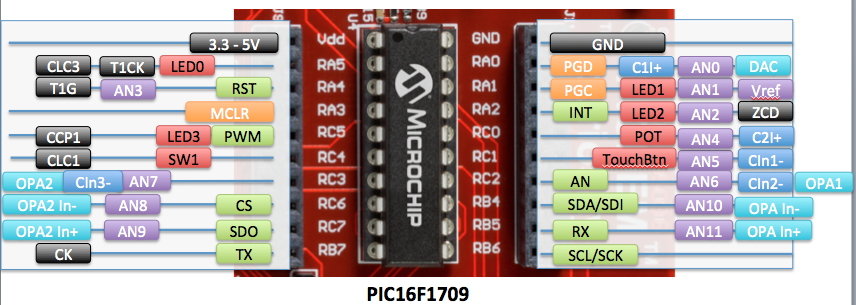 3.3 - 5V Vdd GND GND
CLC3 T1CK LED0 RA5 RA0 PGD C1I+ AN0 DAC
T1G AN3 RST RA4 RA1 PGC LED1 AN1 Vref
MCLR RA3 RA2 INT LED2 AN2 ZCD
CCP1 LED3 PWM RC5 RC0 POT AN4 C2I+
CLC1 SW1 RC4 RC1 TouchBtn AN5 CIn1-
OPA2 CIn3- AN7 RC3 RC2 AN AN6 CIn2- OPA1
OPA2 In- AN8 CS RC6 RB4 SDA/SDI AN10 OPA In-
OPA2 In+ AN9 SDO RC7 RB5 RX AN11 OPA In+
CK TX RB7 RB6 SCL/SCK
MICROCHIP
PIC16F1709